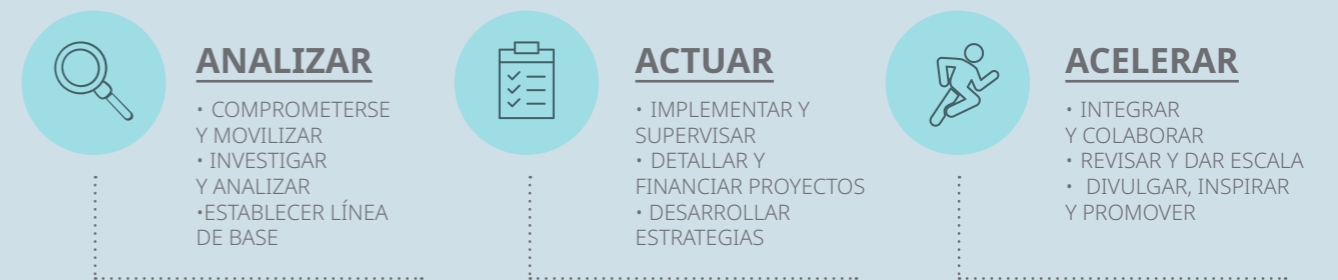 ANALIZAR
• COMPROMETERSE
Y MOVILIZAR
• INVESTIGAR
Y ANALIZAR
•ESTABLECER LÍNEA
DE BASE
ACTUAR
• IMPLEMENTAR Y
SUPERVISAR
• DETALLAR Y
FINANCIAR PROYECTOS
• DESARROLLAR
ESTRATEGIAS
ACELERAR
• INTEGRAR
Y COLABORAR
• REVISAR Y DAR ESCALA
• DIVULGAR, INSPIRAR
Y PROMOVER